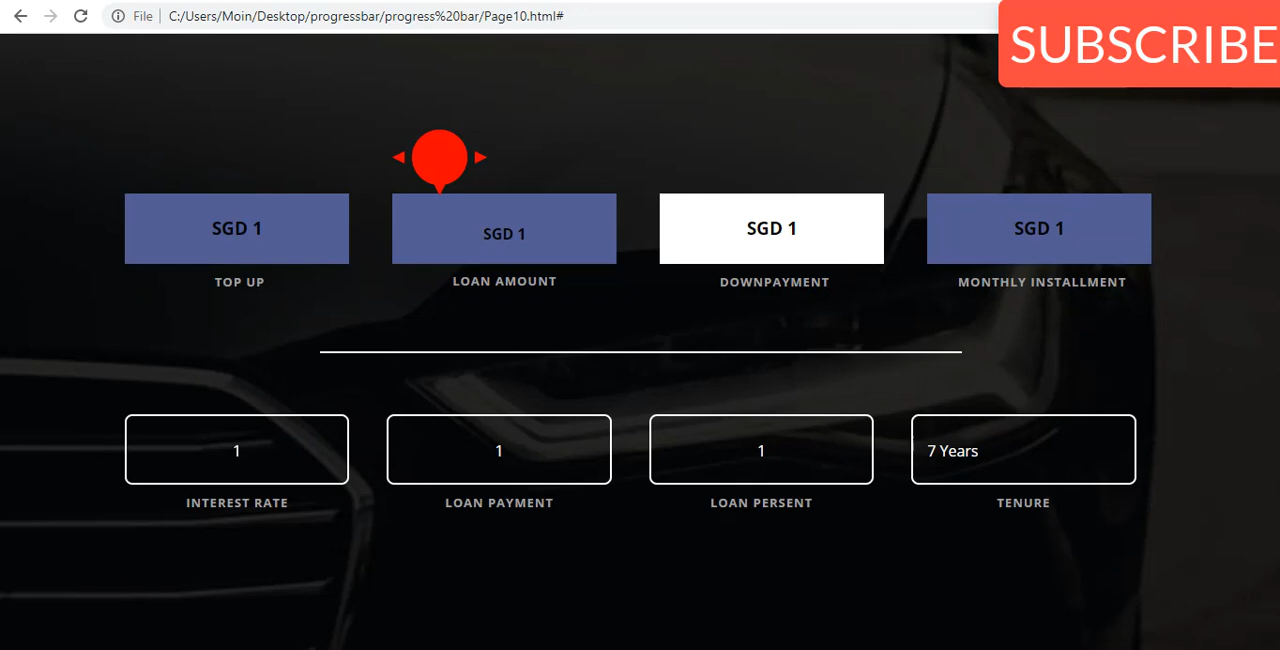 File
C:/Users/Moin/Desktop/progressbar/progress%20bar/Page10.html#
SUBSCRIBE
SGD 1
SGD 1
SGD 1
SGD 1
TOP UP
LOAN AMOUNT
DOWNPAYMENT
MONTHLY INSTALLMENT
1
1
1
7 Years
INTEREST RATE
LOAN PAYMENT
LOAN PERSENT
TENURE